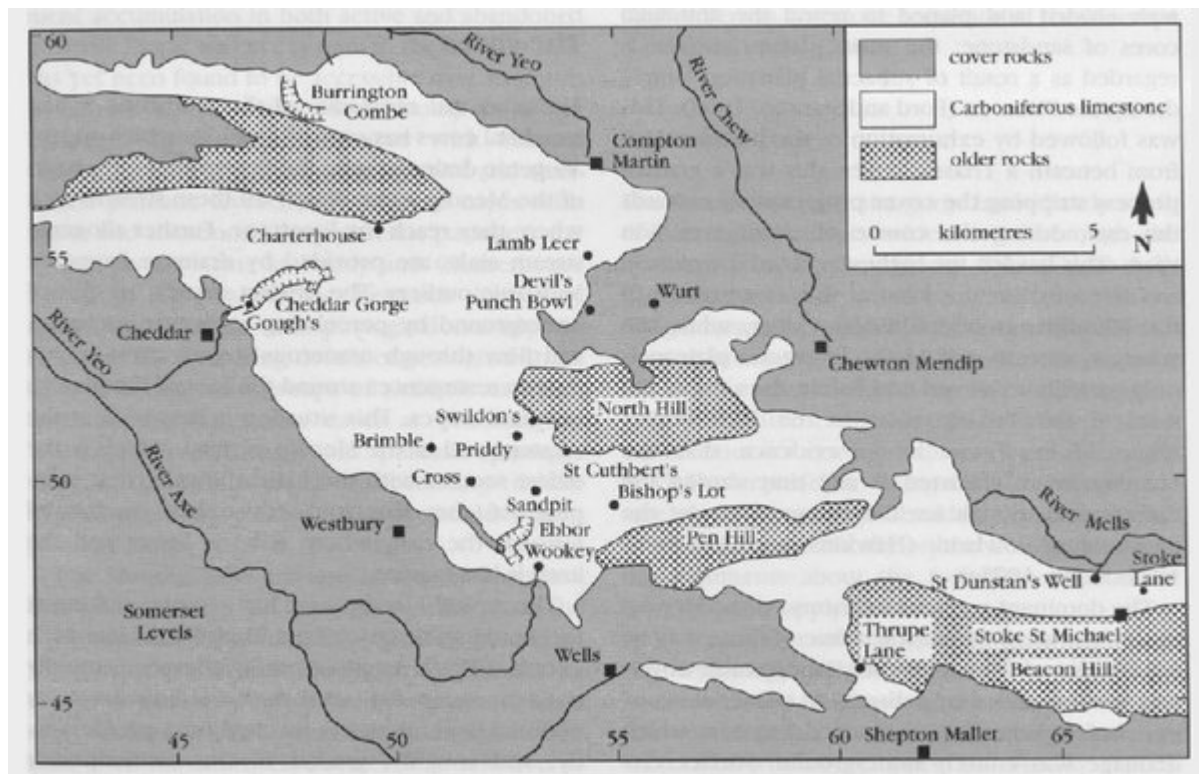 60
River Yeo
River Chew
cover rocks
Carboniferous limestone
older rocks
0 kilometres 5
N
Burrington
Combe
Compton
Martin
Charterhouse
Lamb Leer
55
Devil's
Punch Bowl
Wurt
Cheddar Gorge
Gough's
Cheddar
River Yeo
Chewton Mendip
North Hill
Swildon's
Brimble
Priddy
St Cuthbert's
Cross
50
Sandpit
Bishop's Lot
River Axe
Westbury
Ebbor
Wookey
Pen Hill
River Mells
Stoke
Lane
St Dunstan's Well
Somerset
Levels
Thrupe
Lane
Stoke St Michael
Beacon Hill
Wells
45
45
50
55
60
65
Shepton Mallet